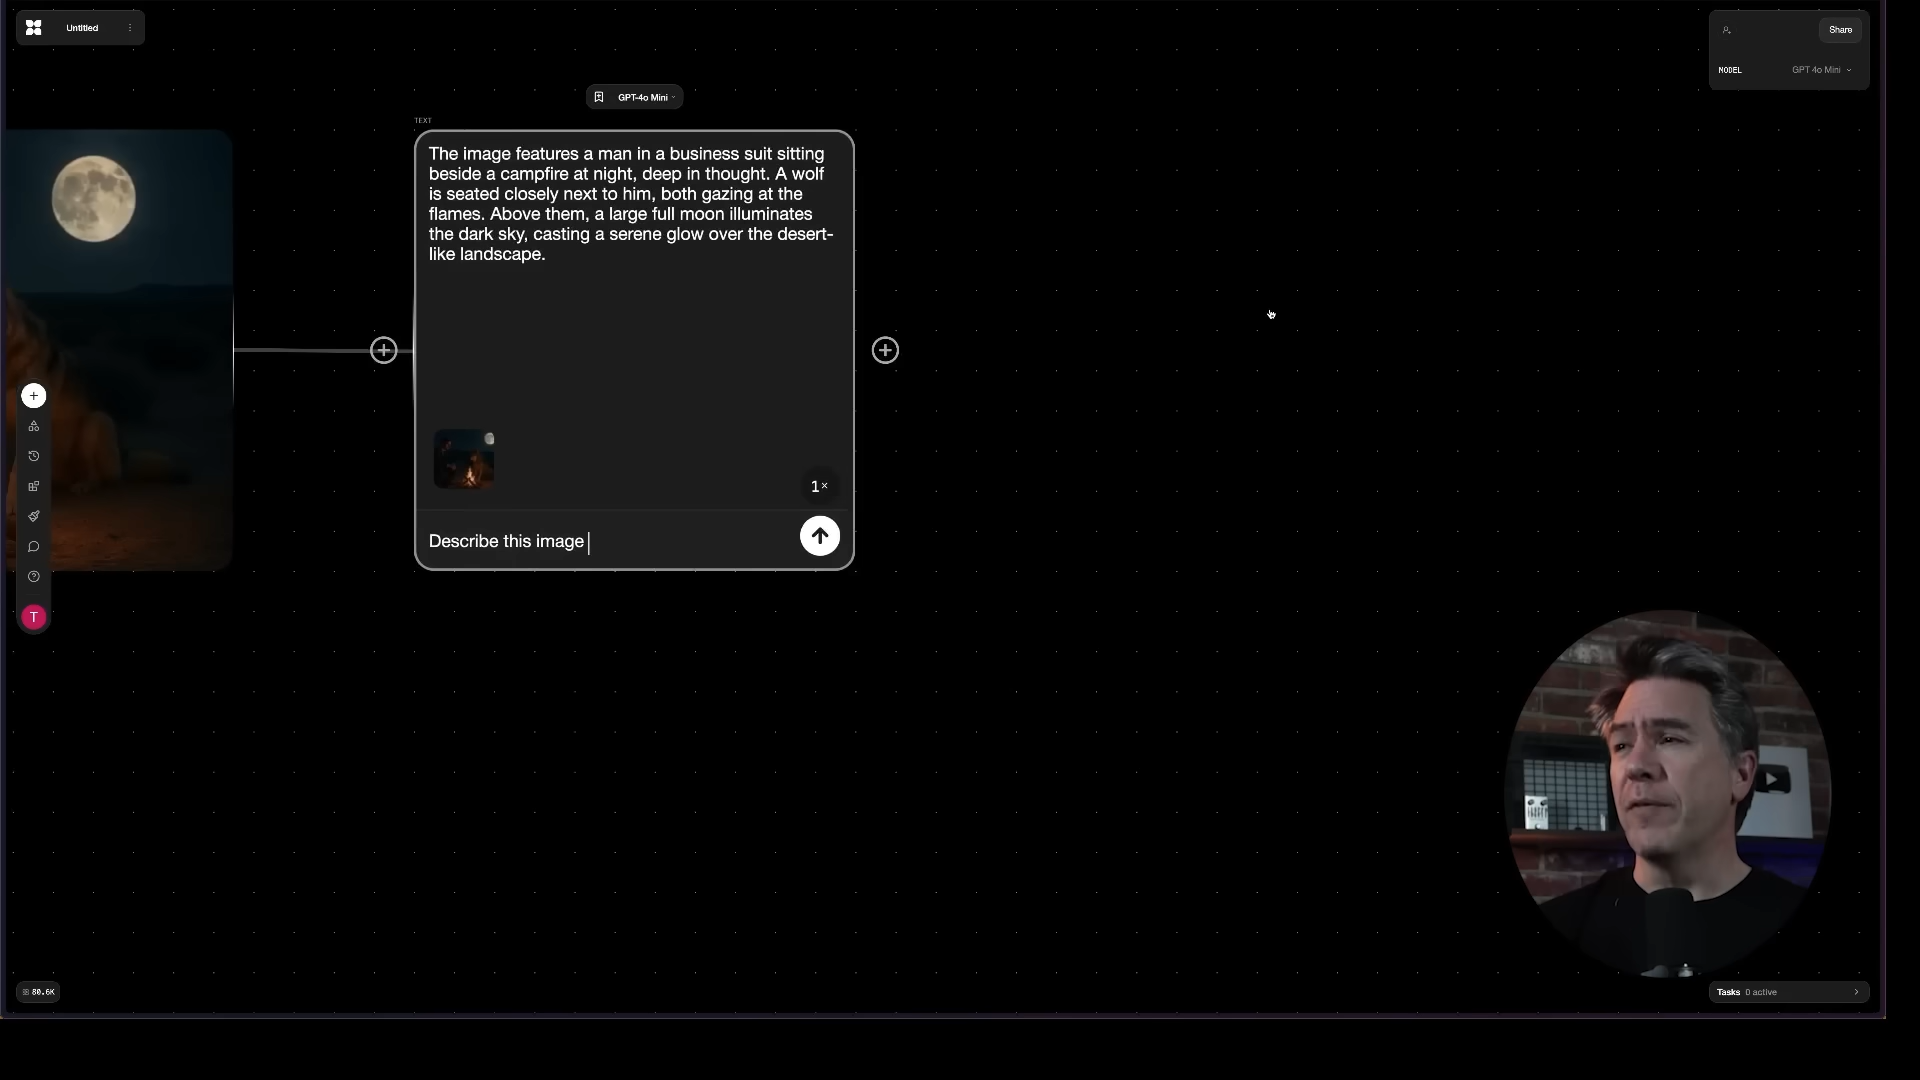 Untitled
Share
MODEL GPT 4o Mini
GPT-4o Mini
TEXT
The image features a man in a business suit sitting
beside a campfire at night, deep in thought. A wolf
is seated closely next to him, both gazing at the
flames. Above them, a large full moon illuminates
the dark sky, casting a serene glow over the desert-
like landscape.
1×
Describe this image
T
80.6K
Tasks 0 active